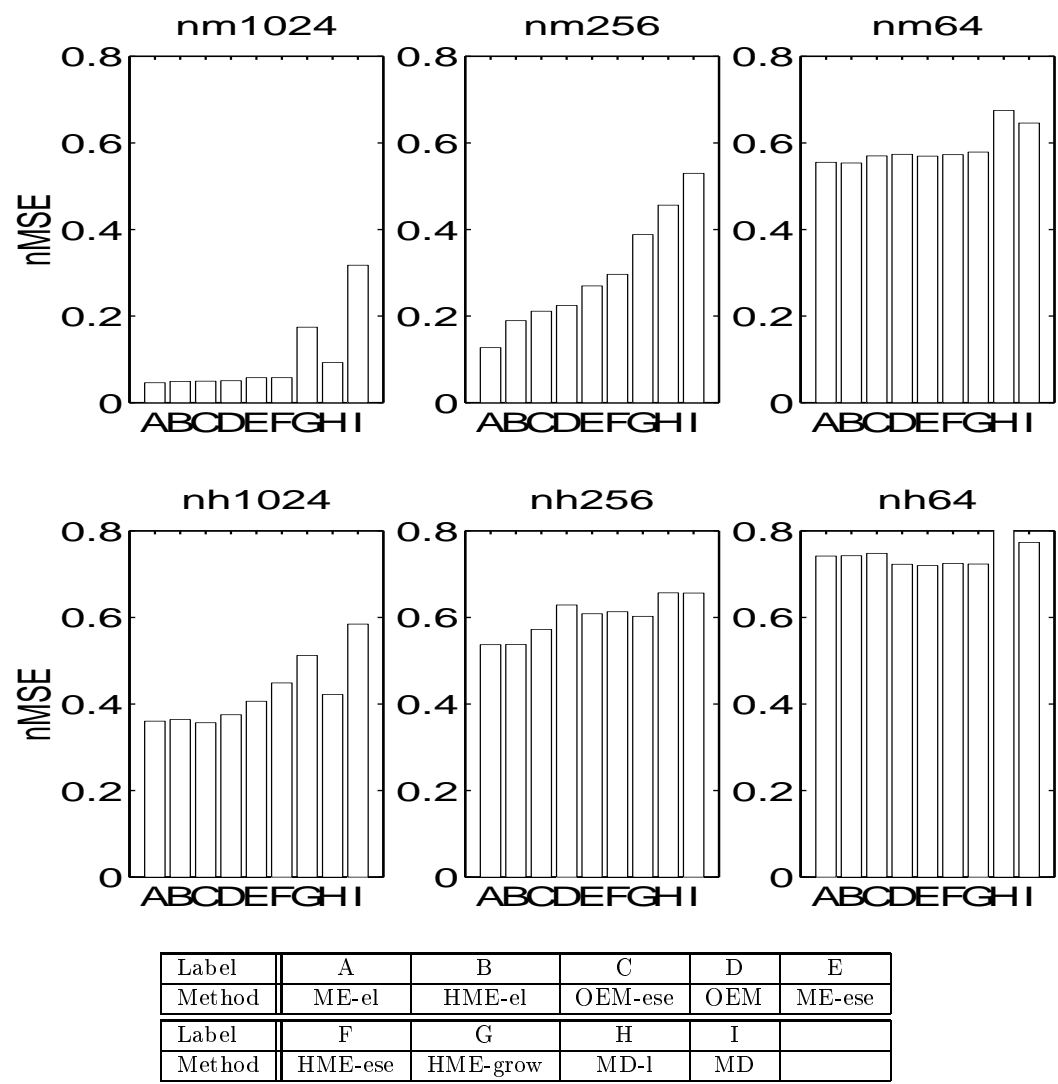 nm1024 nm256 nm64
0.8 0.8 0.8
0.6 0.6 0.6
nMSE
0.4 0.4 0.4
0.2 0.2 0.2
0 0 0
ABCDEFGHI ABCDEFGHI ABCDEFGHI
nh1024 nh256 nh64
0.8 0.8 0.8
0.6 0.6 0.6
nMSE
0.4 0.4 0.4
0.2 0.2 0.2
0 0 0
ABCDEFGHI ABCDEFGHI ABCDEFGHI
Label A B C D E
Method ME-el HME-el OEM-ese OEM ME-ese
Label F G H I
Method HME-ese HME-grow MD-l MD